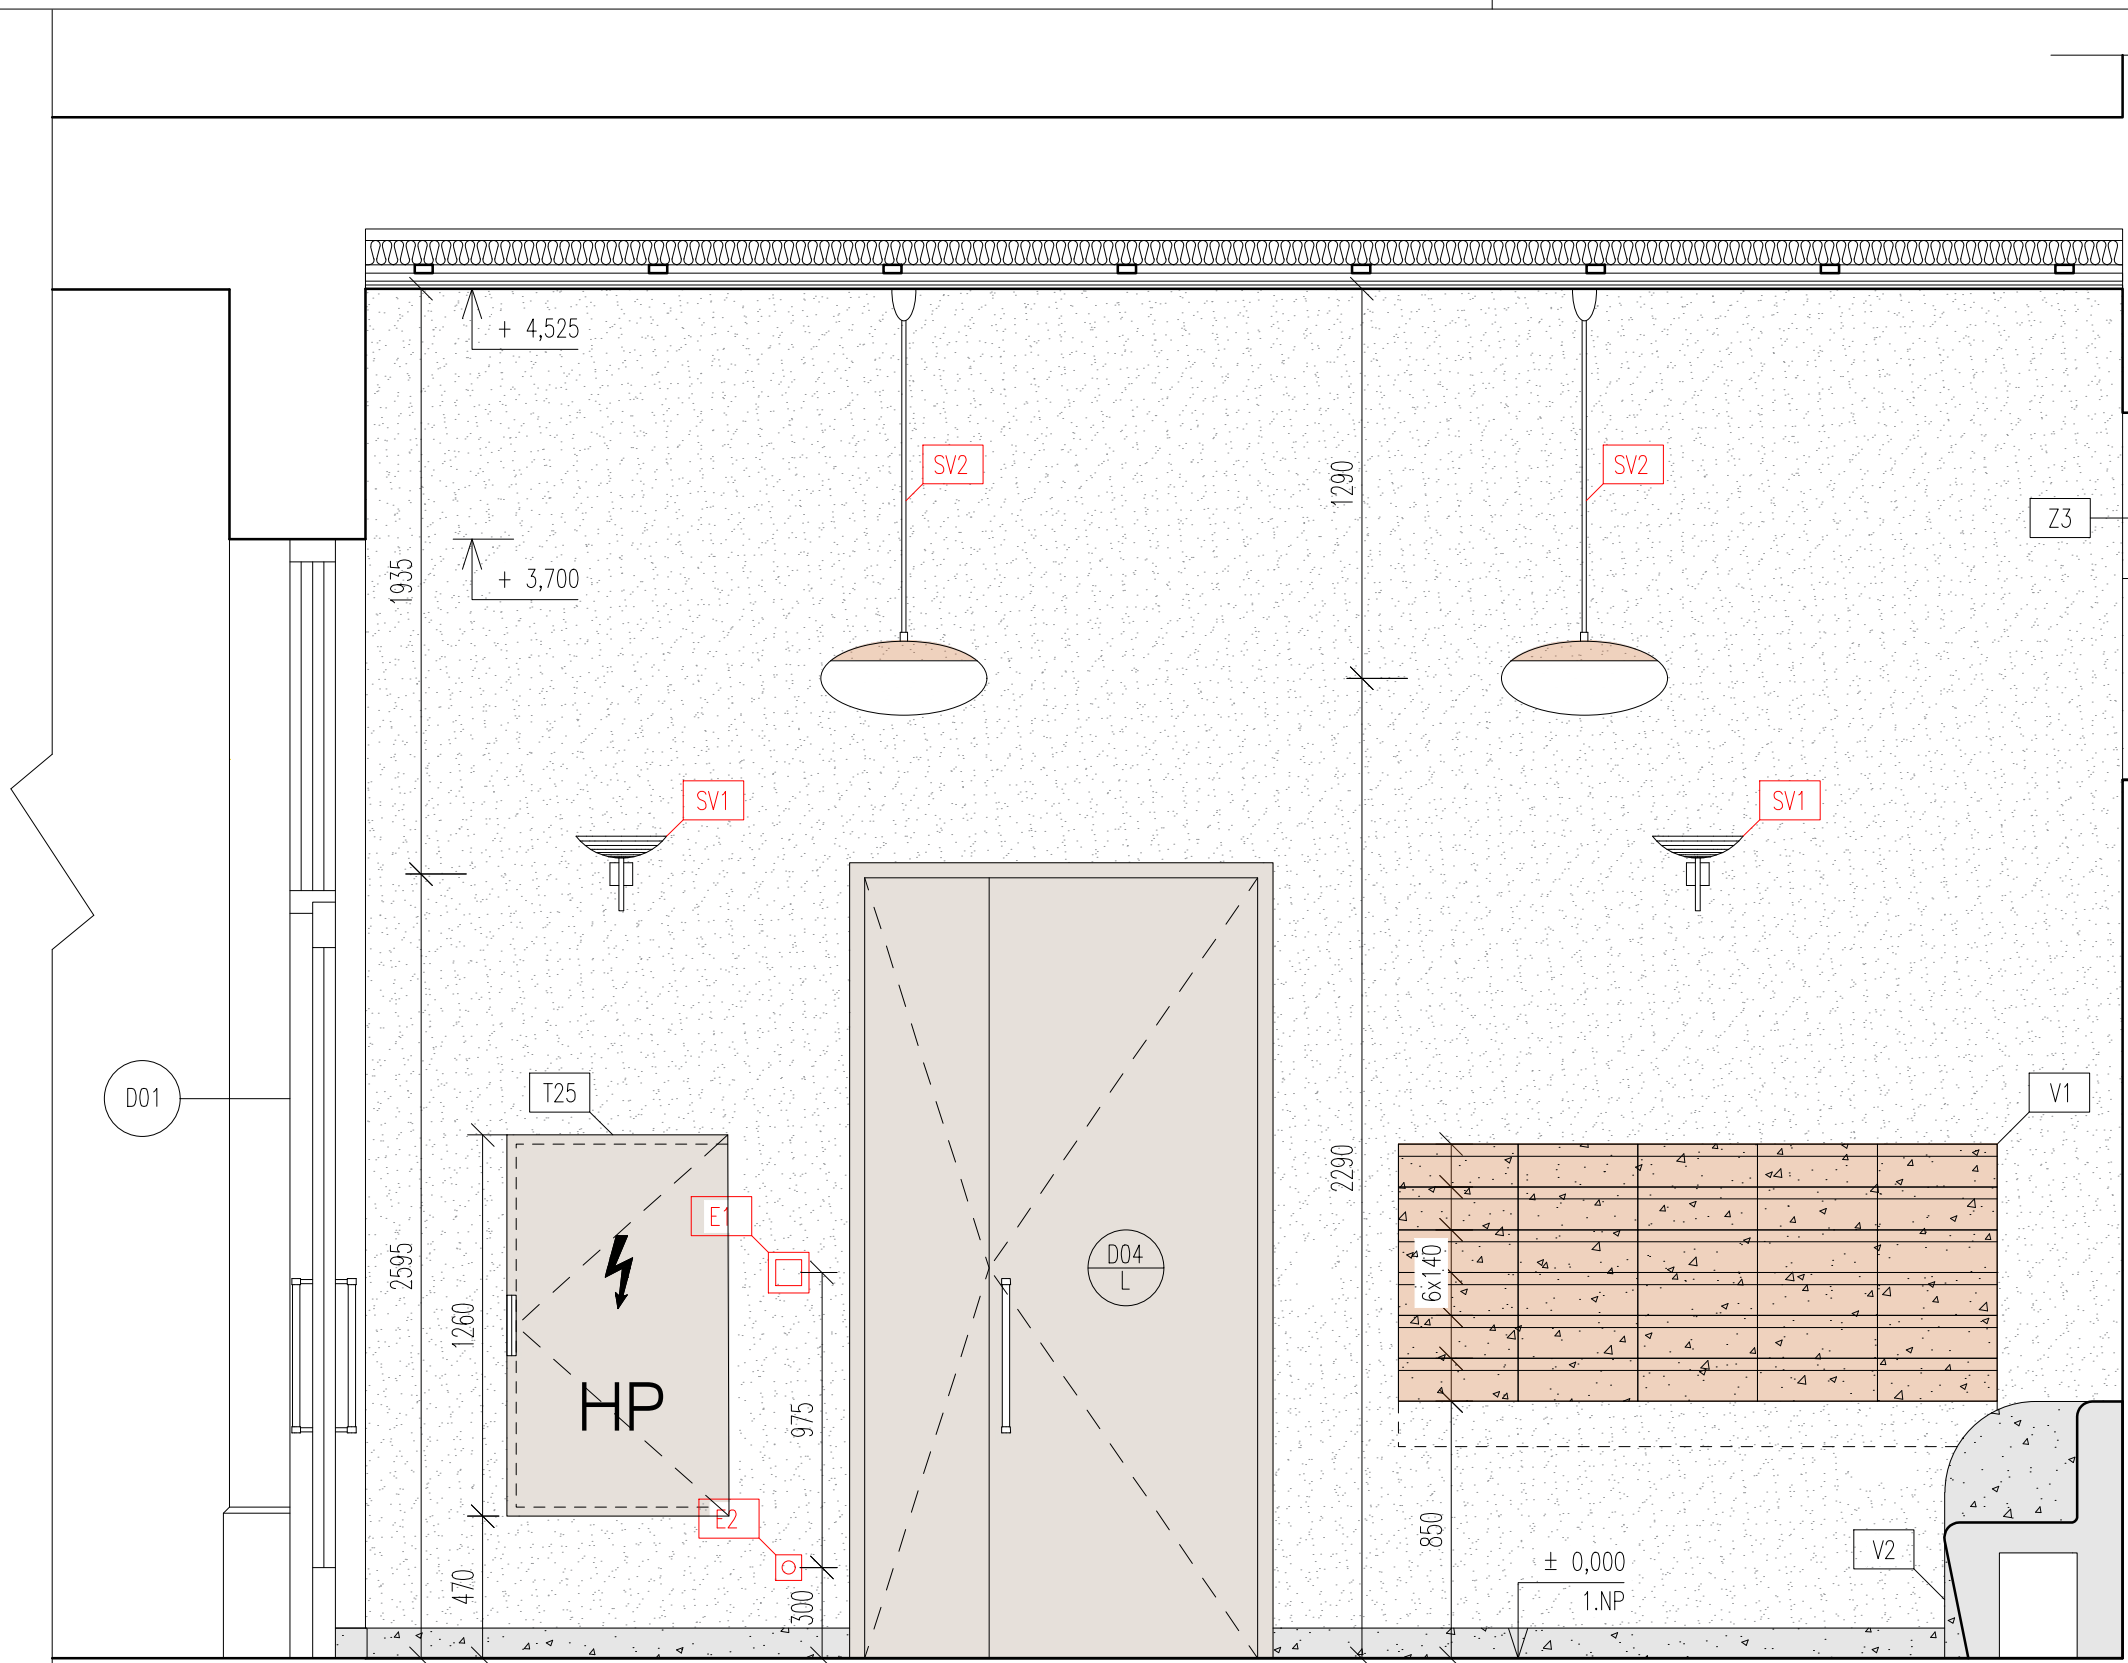 + 4,525
SV2
SV2
1290
Z3
1935
+ 3,700
SV1
SV1
D01
T25
V1
E1
2290
2595
D04
L
6x140
1260
HP
975
E2
850
V2
± 0,000
1.NP
470
300